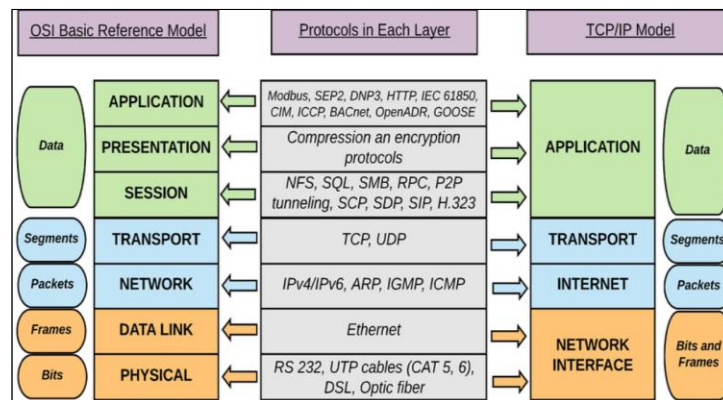 OSI Basic Reference Model
Protocols in Each Layer
TCP/IP Model
Data
APPLICATION
Modbus, SEP2, DNP3, HTTP, IEC 61850,
CIM, ICCP, BACnet, OpenADR, GOOSE
PRESENTATION
Compression an encryption
protocols
SESSION
NFS, SQL, SMB, RPC, P2P
tunneling, SCP, SDP, SIP, H.323
APPLICATION
Data
Segments
TRANSPORT
TCP, UDP
TRANSPORT
Segments
Packets
NETWORK
IPv4/IPv6, ARP, IGMP, ICMP
INTERNET
Packets
Frames
DATA LINK
Ethernet
Bits
PHYSICAL
RS 232, UTP cables (CAT 5, 6),
DSL, Optic fiber
NETWORK
INTERFACE
Bits and
Frames